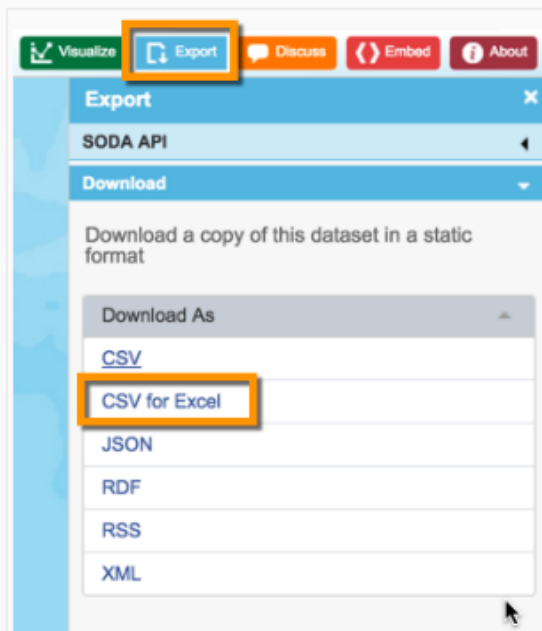 Visualize Export Discuss Embed About
Export
SODA API
Download
Download a copy of this dataset in a static
format
Download As
CSV
CSV for Excel
JSON
RDF
RSS
XML